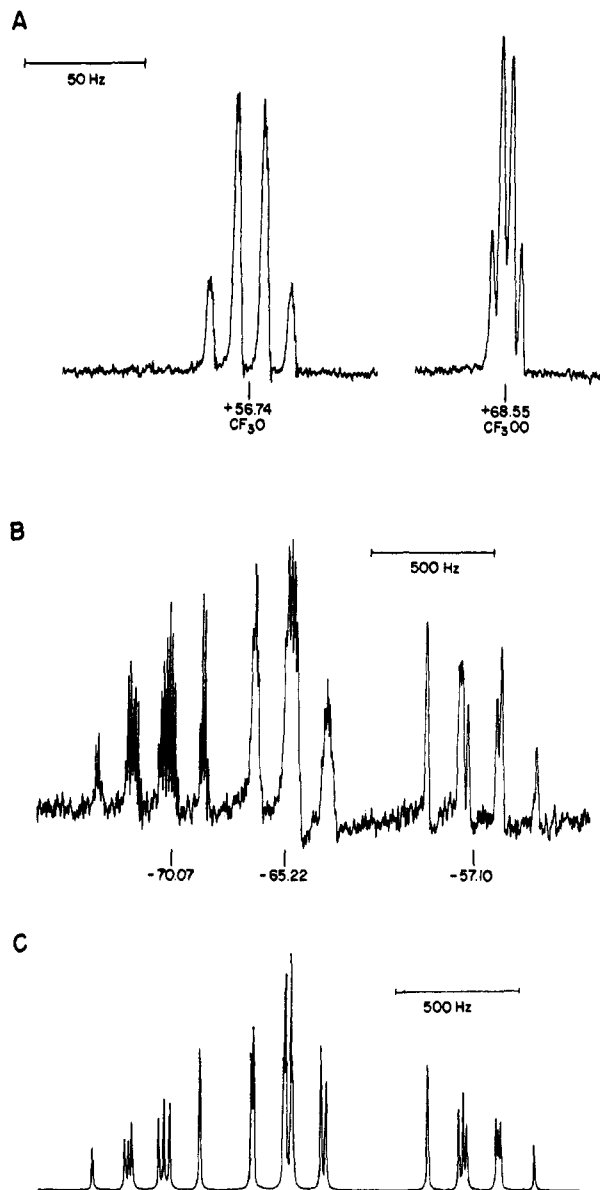 A
50 Hz
+56.74
CF₃O
+68.55
CF₃OO
B
500 Hz
-70.07
-65.22
-57.10
C
500 Hz